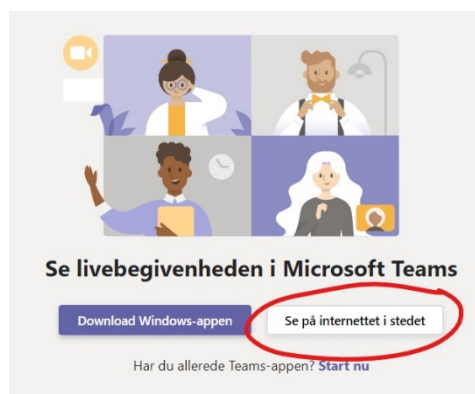 Se livebegivenheden i Microsoft Teams
Download Windows-appen
Se på internettet i stedet
Har du allerede Teams-appen? Start nu